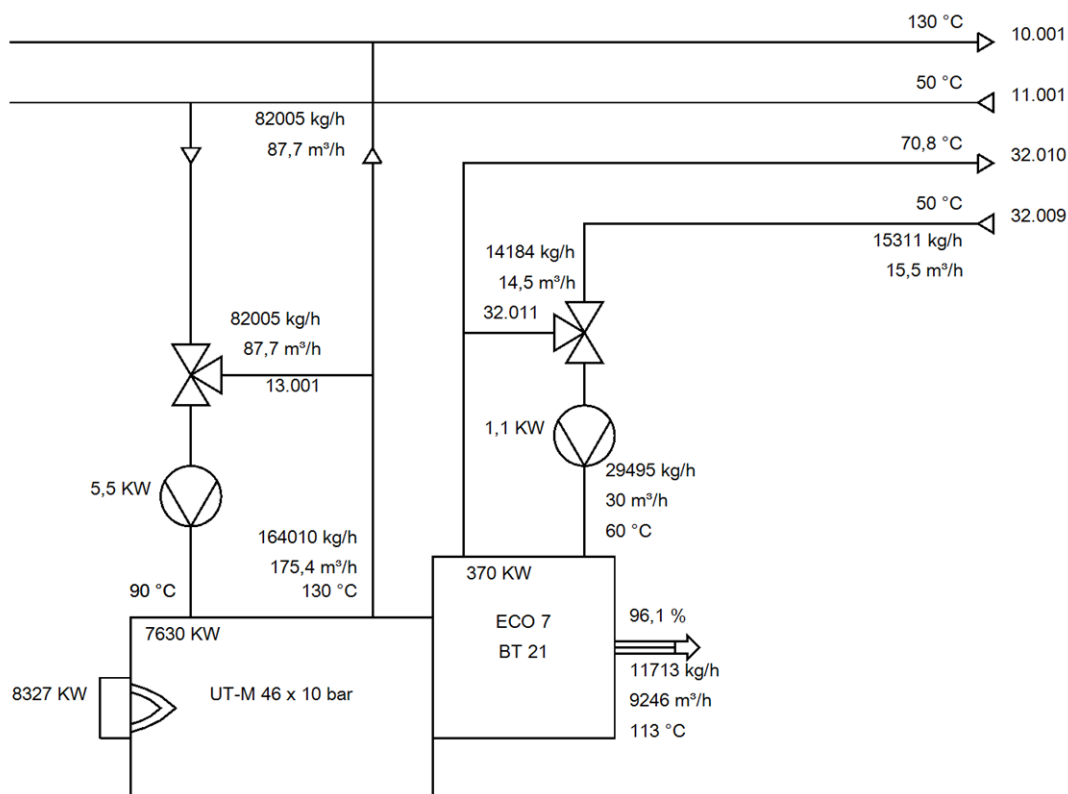 130 °C
10.001
50 °C
11.001
82005 kg/h
87,7 m³/h
70,8 °C
32.010
50 °C
32.009
15311 kg/h
15,5 m³/h
14184 kg/h
14,5 m³/h
32.011
82005 kg/h
87,7 m³/h
13.001
1,1 KW
29495 kg/h
30 m³/h
60 °C
5,5 KW
164010 kg/h
175,4 m³/h
90 °C
130 °C
370 KW
ECO 7
BT 21
96,1 %
11713 kg/h
9246 m³/h
113 °C
7630 KW
8327 KW
UT-M 46 x 10 bar